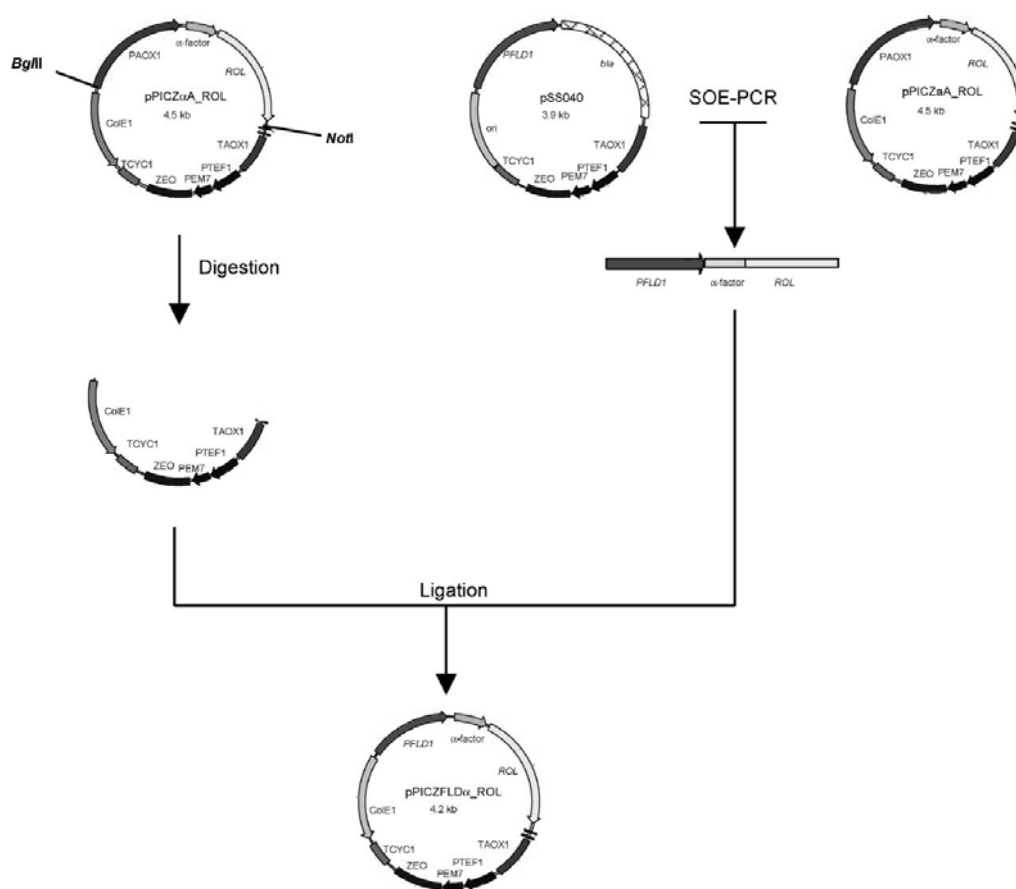 PAOX1
α-factor
ROL
BglII
pPICZαA_ROL
4.5 kb
NotI
ColE1
TAOX1
TCYC1
PTEF1
ZEO
PEM7
PFLD1
bla
pSS040
3.9 kb
ori
TAOX1
TCYC1
PTEF1
ZEO
PEM7
SOE-PCR
PAOX1
α-factor
ROL
pPICZaA_ROL
4.5 kb
ColE1
TAOX1
TCYC1
PTEF1
ZEO
PEM7
Digestion
PFLD1
α-factor
ROL
ColE1
TAOX1
TCYC1
PTEF1
ZEO
PEM7
Ligation
PFLD1
α-factor
ROL
pPICZFLDα_ROL
4.2 kb
ColE1
TAOX1
TCYC1
PTEF1
ZEO
PEM7